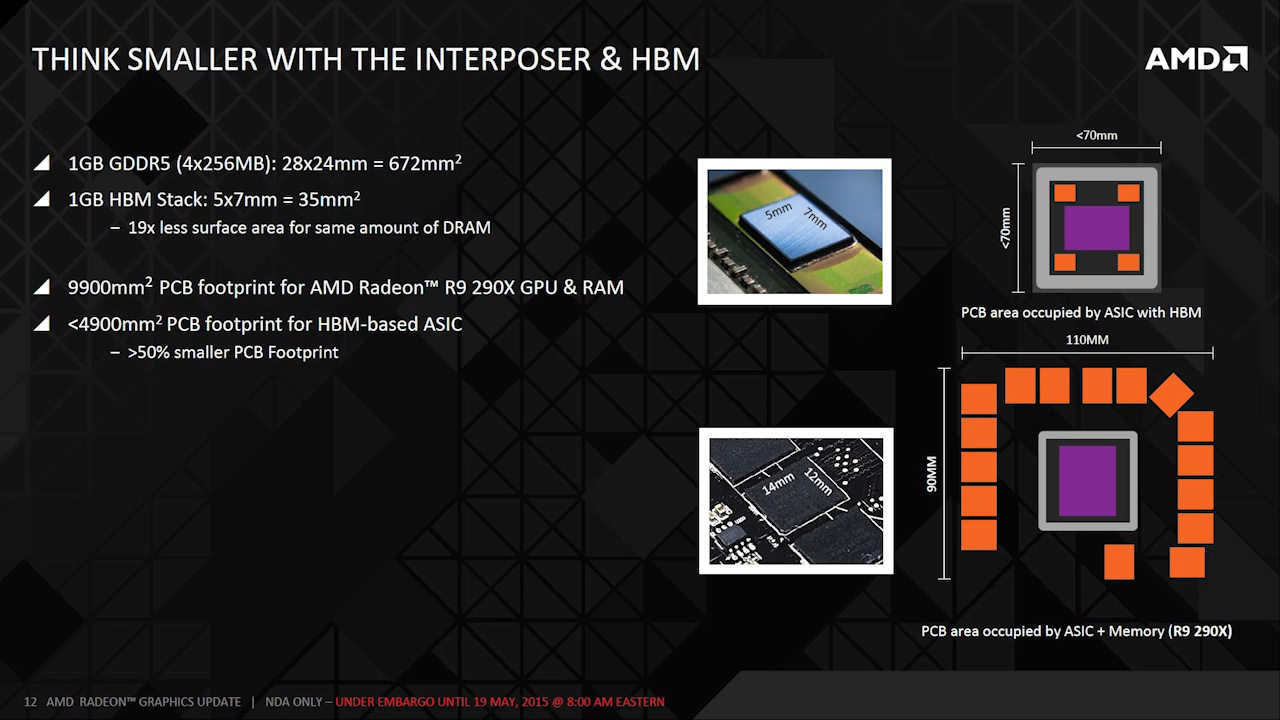 THINK SMALLER WITH THE INTERPOSER & HBM
AMD
1GB GDDR5 (4x256MB): 28x24mm = 672mm²
1GB HBM Stack: 5x7mm = 35mm²
– 19x less surface area for same amount of DRAM
9900mm² PCB footprint for AMD Radeon™ R9 290X GPU & RAM
<4900mm² PCB footprint for HBM-based ASIC
– >50% smaller PCB Footprint
5mm 7mm
14mm 12mm
<70mm
<70mm
PCB area occupied by ASIC with HBM
110MM
90MM
PCB area occupied by ASIC + Memory (R9 290X)
12 AMD RADEON™ GRAPHICS UPDATE | NDA ONLY – UNDER EMBARGO UNTIL 19 MAY, 2015 @ 8:00 AM EASTERN